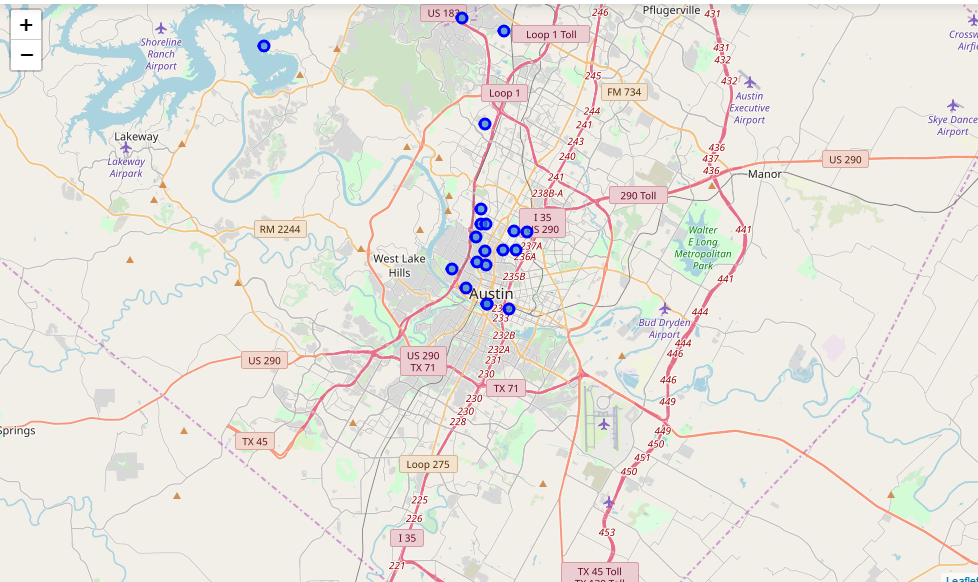 +
−
US 183
246
Pflugerville
431
Shoreline
Ranch
Airport
Loop 1 Toll
431
432
245
432
Loop 1
FM 734
Austin
Executive
Airport
244
241
Skye Dance
Airport
Lakeway
243
Lakeway
Airpark
240
436
437
436
US 290
241
Manor
238B-A
290 Toll
I 35
US 290
RM 2244
441
Walter
E Long
Metropolitan
Park
237A
236A
West Lake
Hills
235B
441
Austin
233
444
Bud Dryden
Airport
232B
444
232A
446
US 290
US 290
TX 71
231
230
446
TX 71
230
449
230
228
Springs
449
TX 45
450
451
Loop 275
450
225
226
453
I 35
221
TX 45 Toll
TX 130 Toll